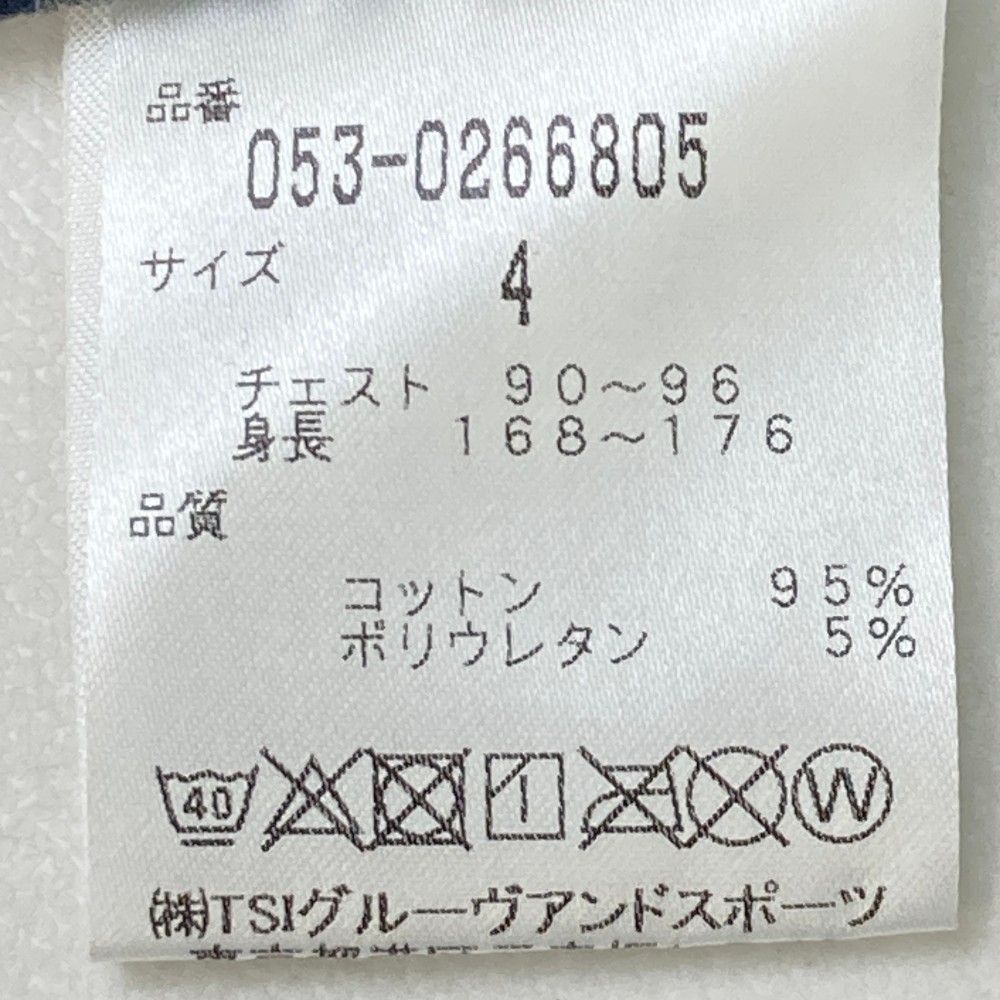 品番
053-0266805
サイズ 4
チェスト 90~96
身長 168~176
品質
コットン 95%
ポリウレタン 5%
40 W
(株)TSIグルーヴアンドスポーツ